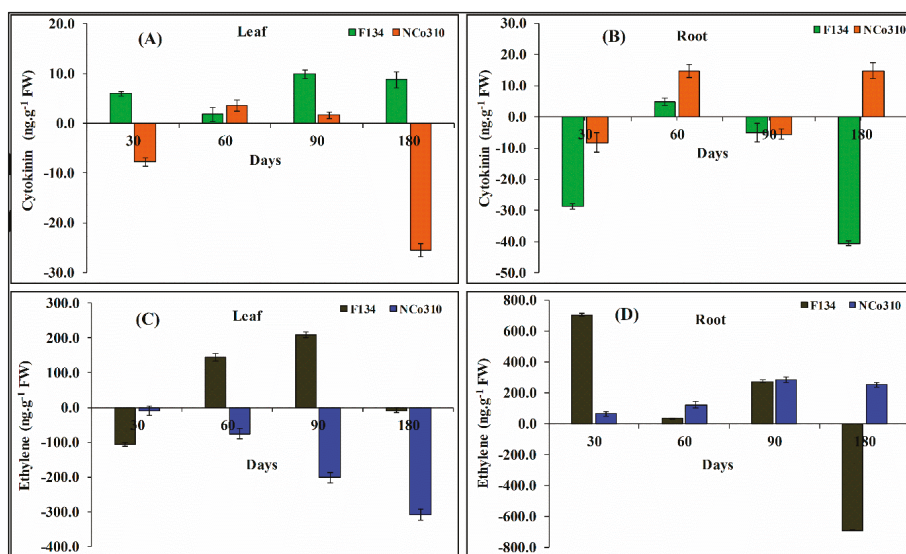 (A)
Leaf
F134
NCo310
Cytokinin (ng.g-1 FW)
20.0
10.0
0.0
-10.0
-20.0
-30.0
30
60
90
180
Days
(B)
Root
F134
NCo310
Cytokinin (ng.g-1 FW)
30.0
20.0
10.0
0.0
-10.0
-20.0
-30.0
-40.0
-50.0
30
60
90
180
Days
(C)
Leaf
F134
NCo310
Ethylene (ng.g-1 FW)
300.0
200.0
100.0
0.0
-100.0
-200.0
-300.0
-400.0
30
60
90
180
Days
(D)
Root
F134
NCo310
Ethylene (ng.g-1 FW)
800.0
600.0
400.0
200.0
0.0
-200.0
-400.0
-600.0
-800.0
30
60
90
180
Days